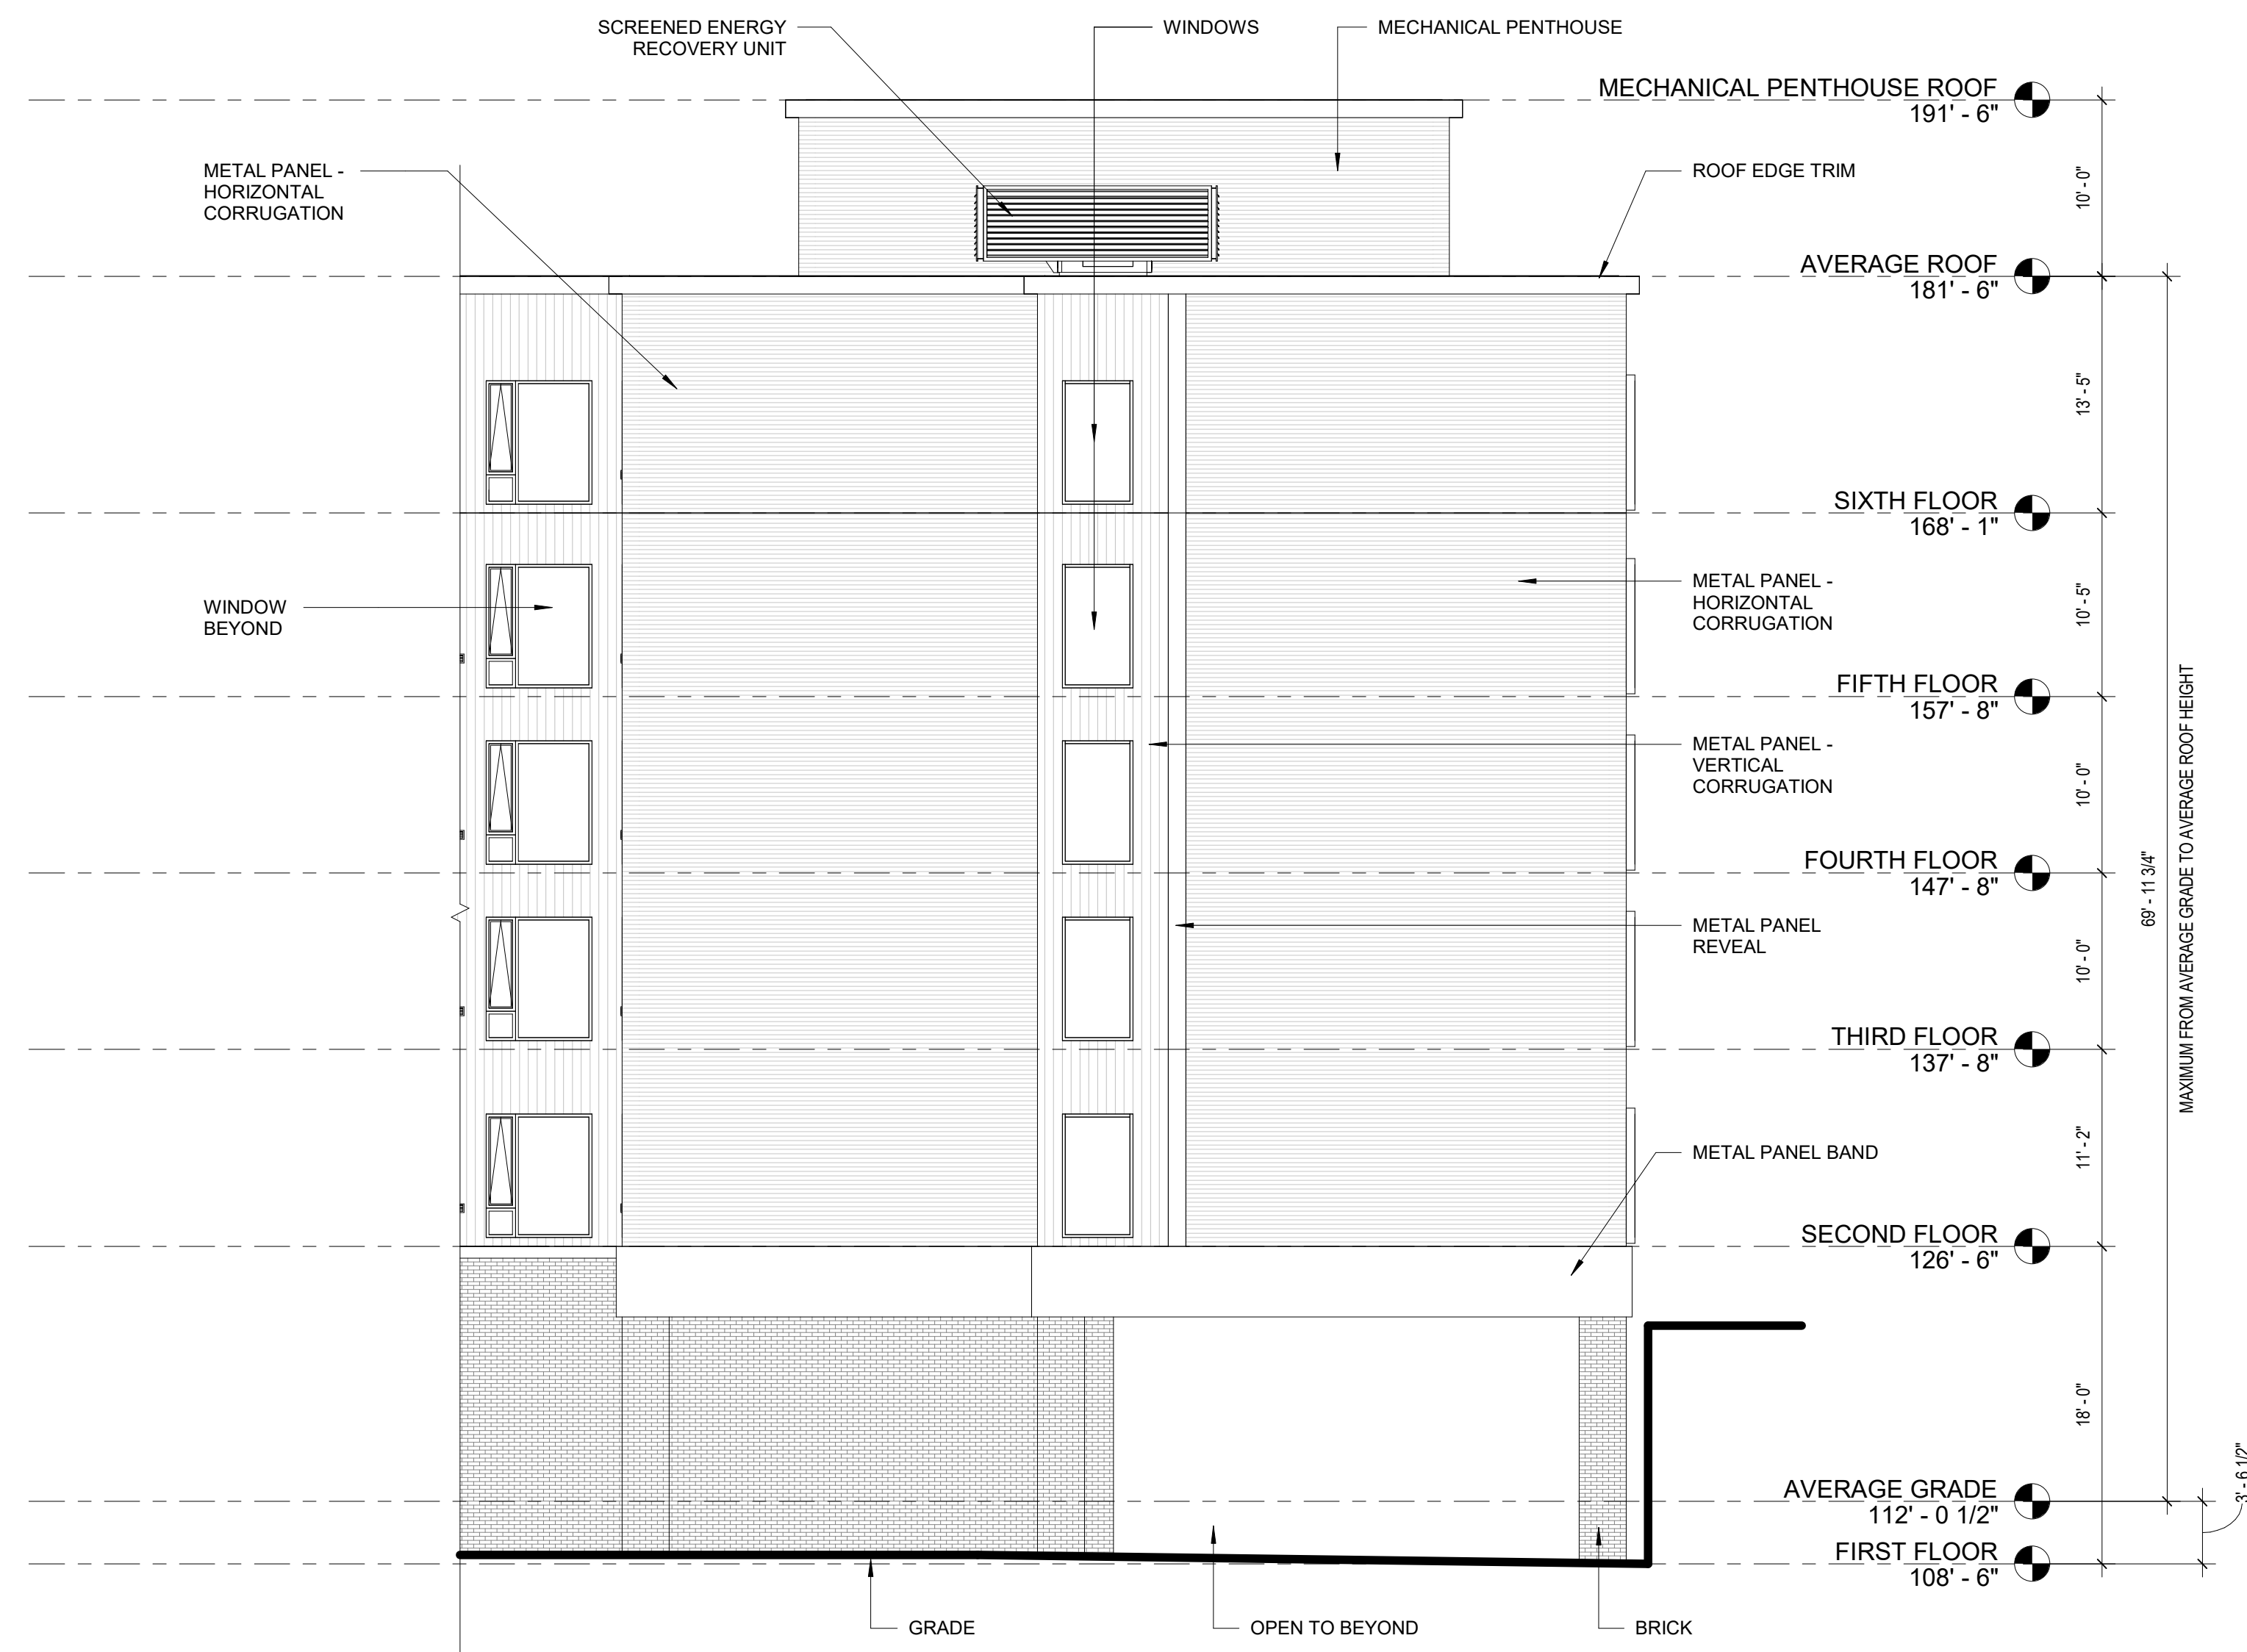 SCREENED ENERGY
RECOVERY UNIT
WINDOWS
MECHANICAL PENTHOUSE
MECHANICAL PENTHOUSE ROOF
191' - 6"
METAL PANEL -
HORIZONTAL
CORRUGATION
ROOF EDGE TRIM
10' - 0"
AVERAGE ROOF
181' - 6"
13' - 5"
SIXTH FLOOR
168' - 1"
WINDOW
BEYOND
METAL PANEL -
HORIZONTAL
CORRUGATION
10' - 5"
FIFTH FLOOR
157' - 8"
METAL PANEL -
VERTICAL
CORRUGATION
10' - 0"
FOURTH FLOOR
147' - 8"
69' - 11 3/4"
MAXIMUM FROM AVERAGE GRADE TO AVERAGE ROOF HEIGHT
METAL PANEL
REVEAL
10' - 0"
THIRD FLOOR
137' - 8"
METAL PANEL BAND
11' - 2"
SECOND FLOOR
126' - 6"
18' - 0"
AVERAGE GRADE
112' - 0 1/2"
3' - 6 1/2"
FIRST FLOOR
108' - 6"
GRADE
OPEN TO BEYOND
BRICK